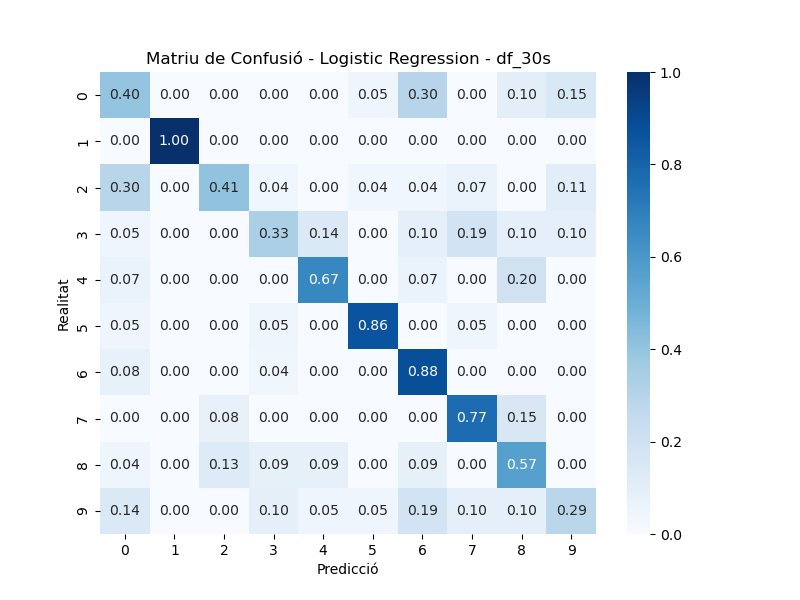 Matriu de Confusió - Logistic Regression - df_30s
0 0.40 0.00 0.00 0.00 0.00 0.05 0.30 0.00 0.10 0.15
1 0.00 1.00 0.00 0.00 0.00 0.00 0.00 0.00 0.00 0.00
2 0.30 0.00 0.41 0.04 0.00 0.04 0.04 0.07 0.00 0.11
3 0.05 0.00 0.00 0.33 0.14 0.00 0.10 0.19 0.10 0.10
4 0.07 0.00 0.00 0.00 0.67 0.00 0.07 0.00 0.20 0.00
5 0.05 0.00 0.00 0.05 0.00 0.86 0.00 0.05 0.00 0.00
6 0.08 0.00 0.00 0.04 0.00 0.00 0.88 0.00 0.00 0.00
7 0.00 0.00 0.08 0.00 0.00 0.00 0.00 0.77 0.15 0.00
8 0.04 0.00 0.13 0.09 0.09 0.00 0.09 0.00 0.57 0.00
9 0.14 0.00 0.00 0.10 0.05 0.05 0.19 0.10 0.10 0.29
0 1 2 3 4 5 6 7 8 9
Predicció
Realitat
1.0
0.8
0.6
0.4
0.2
0.0